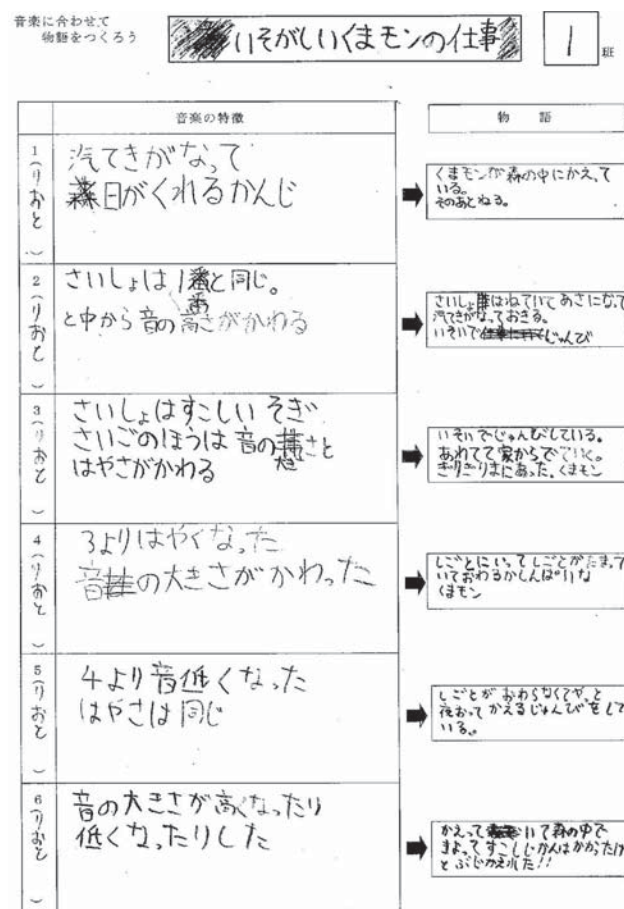 音楽に合わせて
物語をつくろう
いそがしいくまモンの仕事
1
班
音楽の特徴
物 語
1(りおと)
汽てきがなって
日がくれるかんじ
くまモンが森の中にかえって
いる。
そのあとねる。
2(りおと)
さいしょは1番と同じ。
と中から音の高さがかわる
さいしょはねていてあさになって
汽てきがなっておきる。
いそいでじゅんび
3(りおと)
さいしょはすこしいそぎ
さいごのほうは音の大きさと
はやさがかわる
いそいでじゅんびしている。
あわてて家からでていく。
ぎりぎりまにあった、くまモン
4(りおと)
3よりはやくなった
音の大きさがかわった
しごとにいってしごとがたまって
いておわるかしんぱいな
くまモン
5(りおと)
4より音低くなった
はやさは同じ
しごとがおわらなくてやっと
夜おってかえるじゅんびをして
いる。
6(りおと)
音の大きさが高くなったり
低くなったりした
かえっていて森の中で
まよってすこしじかんはかかったけ
とぶじかえれた!!